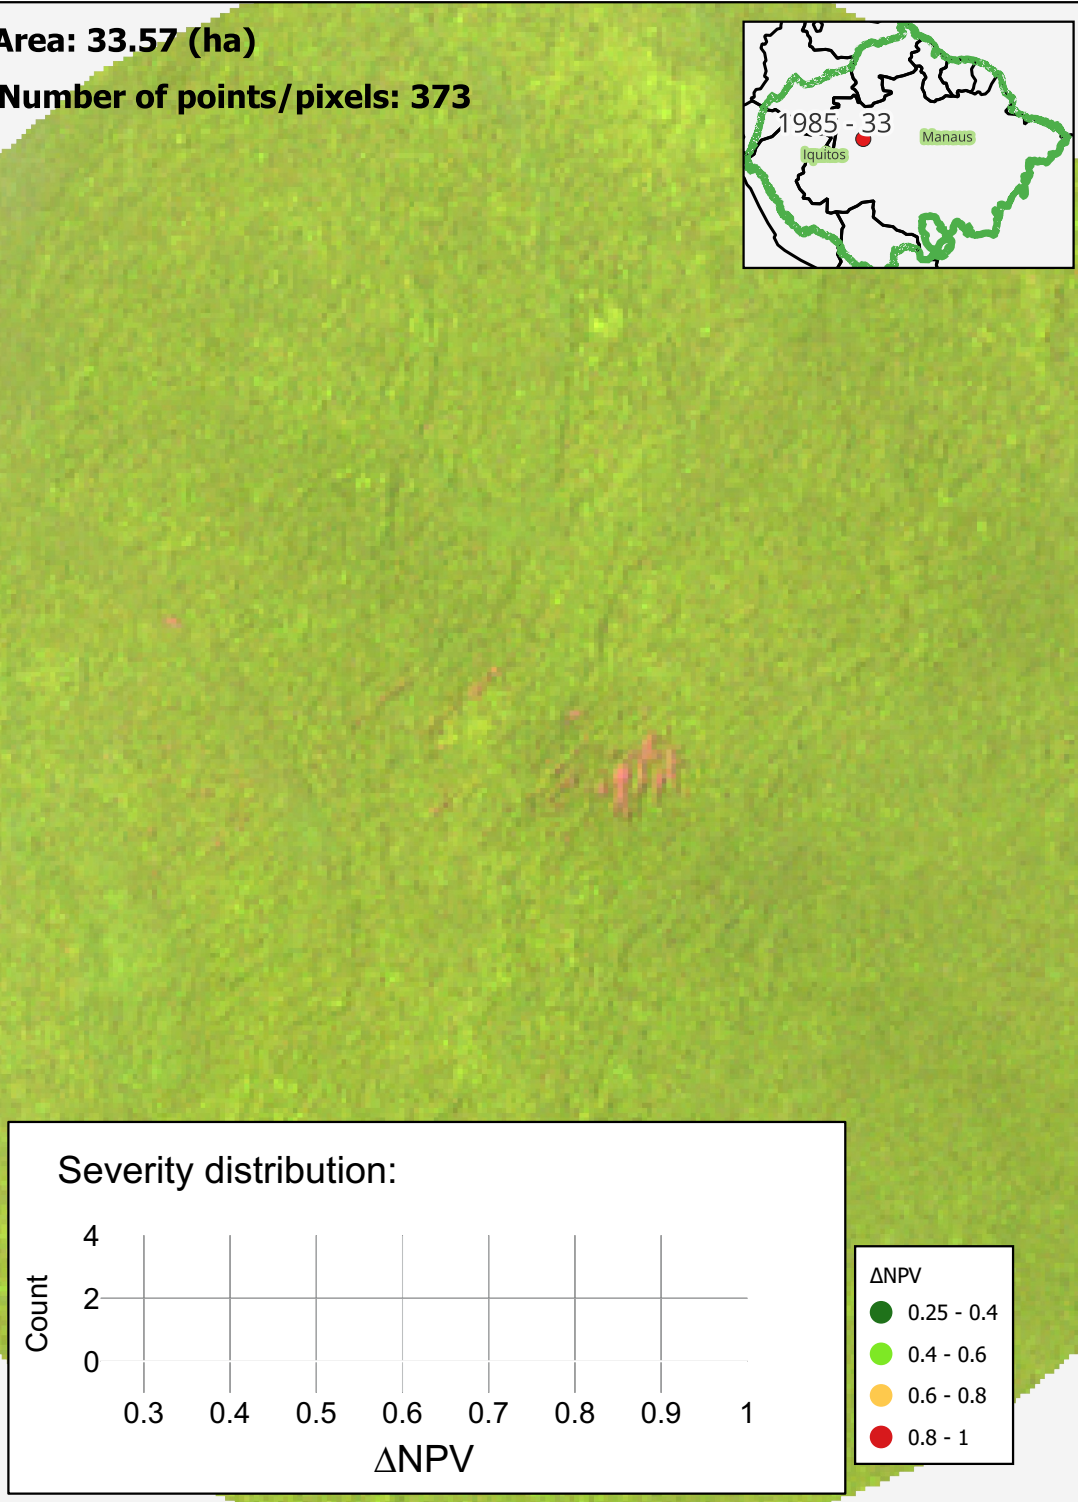 Area: 33.57 (ha)
Number of points/pixels: 373
1985 - 33
Manaus
Iquitos
Severity distribution:
4
2
0
Count
0.3 0.4 0.5 0.6 0.7 0.8 0.9 1
ΔNPV
ΔNPV
0.25 - 0.4
0.4 - 0.6
0.6 - 0.8
0.8 - 1